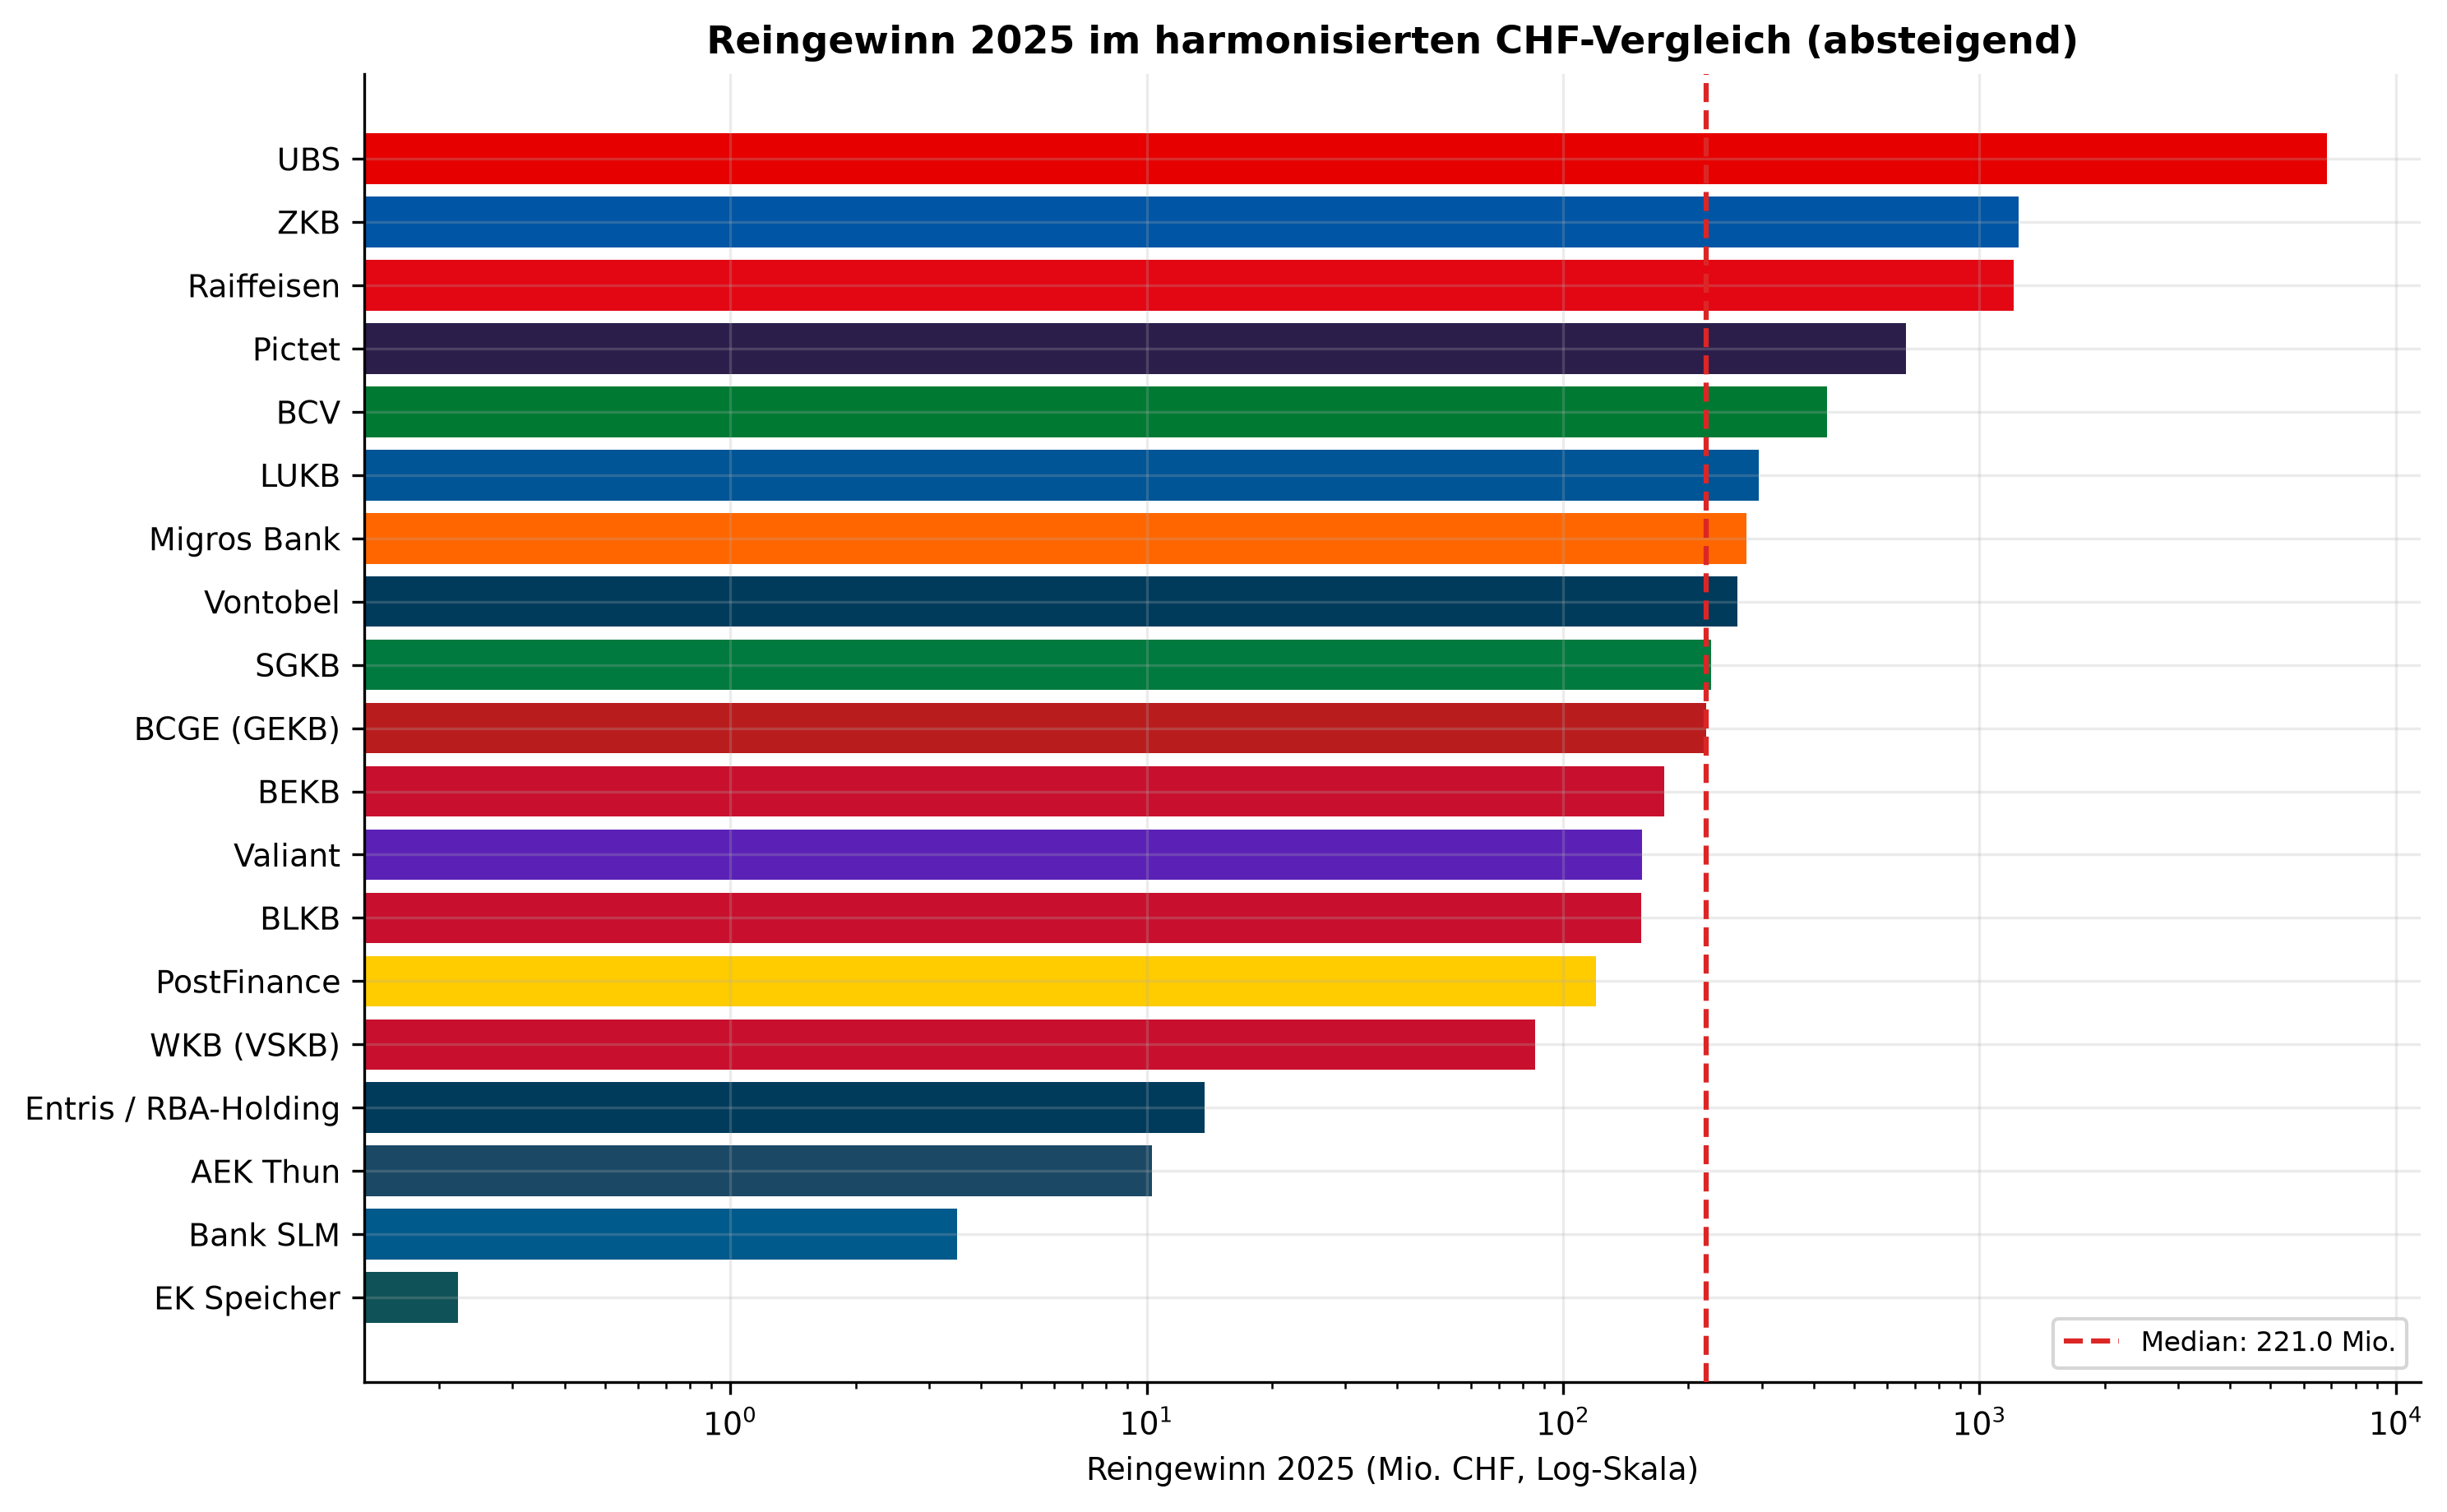 Reingewinn 2025 im harmonisierten CHF-Vergleich (absteigend)
UBS
ZKB
Raiffeisen
Pictet
BCV
LUKB
Migros Bank
Vontobel
SGKB
BCGE (GEKB)
BEKB
Valiant
BLKB
PostFinance
WKB (VSKB)
Entris / RBA-Holding
AEK Thun
Bank SLM
EK Speicher
Median: 221.0 Mio.
10⁰ 10¹ 10² 10³ 10⁴
Reingewinn 2025 (Mio. CHF, Log-Skala)